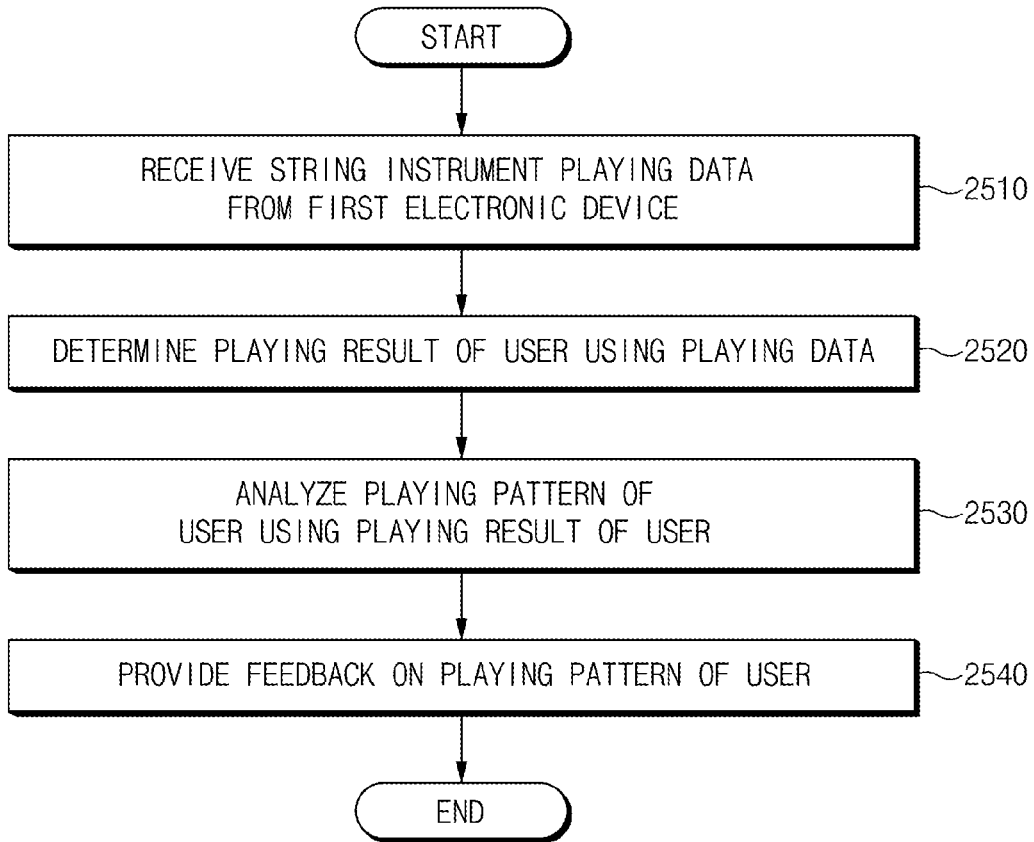 START
RECEIVE STRING INSTRUMENT PLAYING DATA
FROM FIRST ELECTRONIC DEVICE
2510
DETERMINE PLAYING RESULT OF USER USING PLAYING DATA
2520
ANALYZE PLAYING PATTERN OF
USER USING PLAYING RESULT OF USER
2530
PROVIDE FEEDBACK ON PLAYING PATTERN OF USER
2540
END